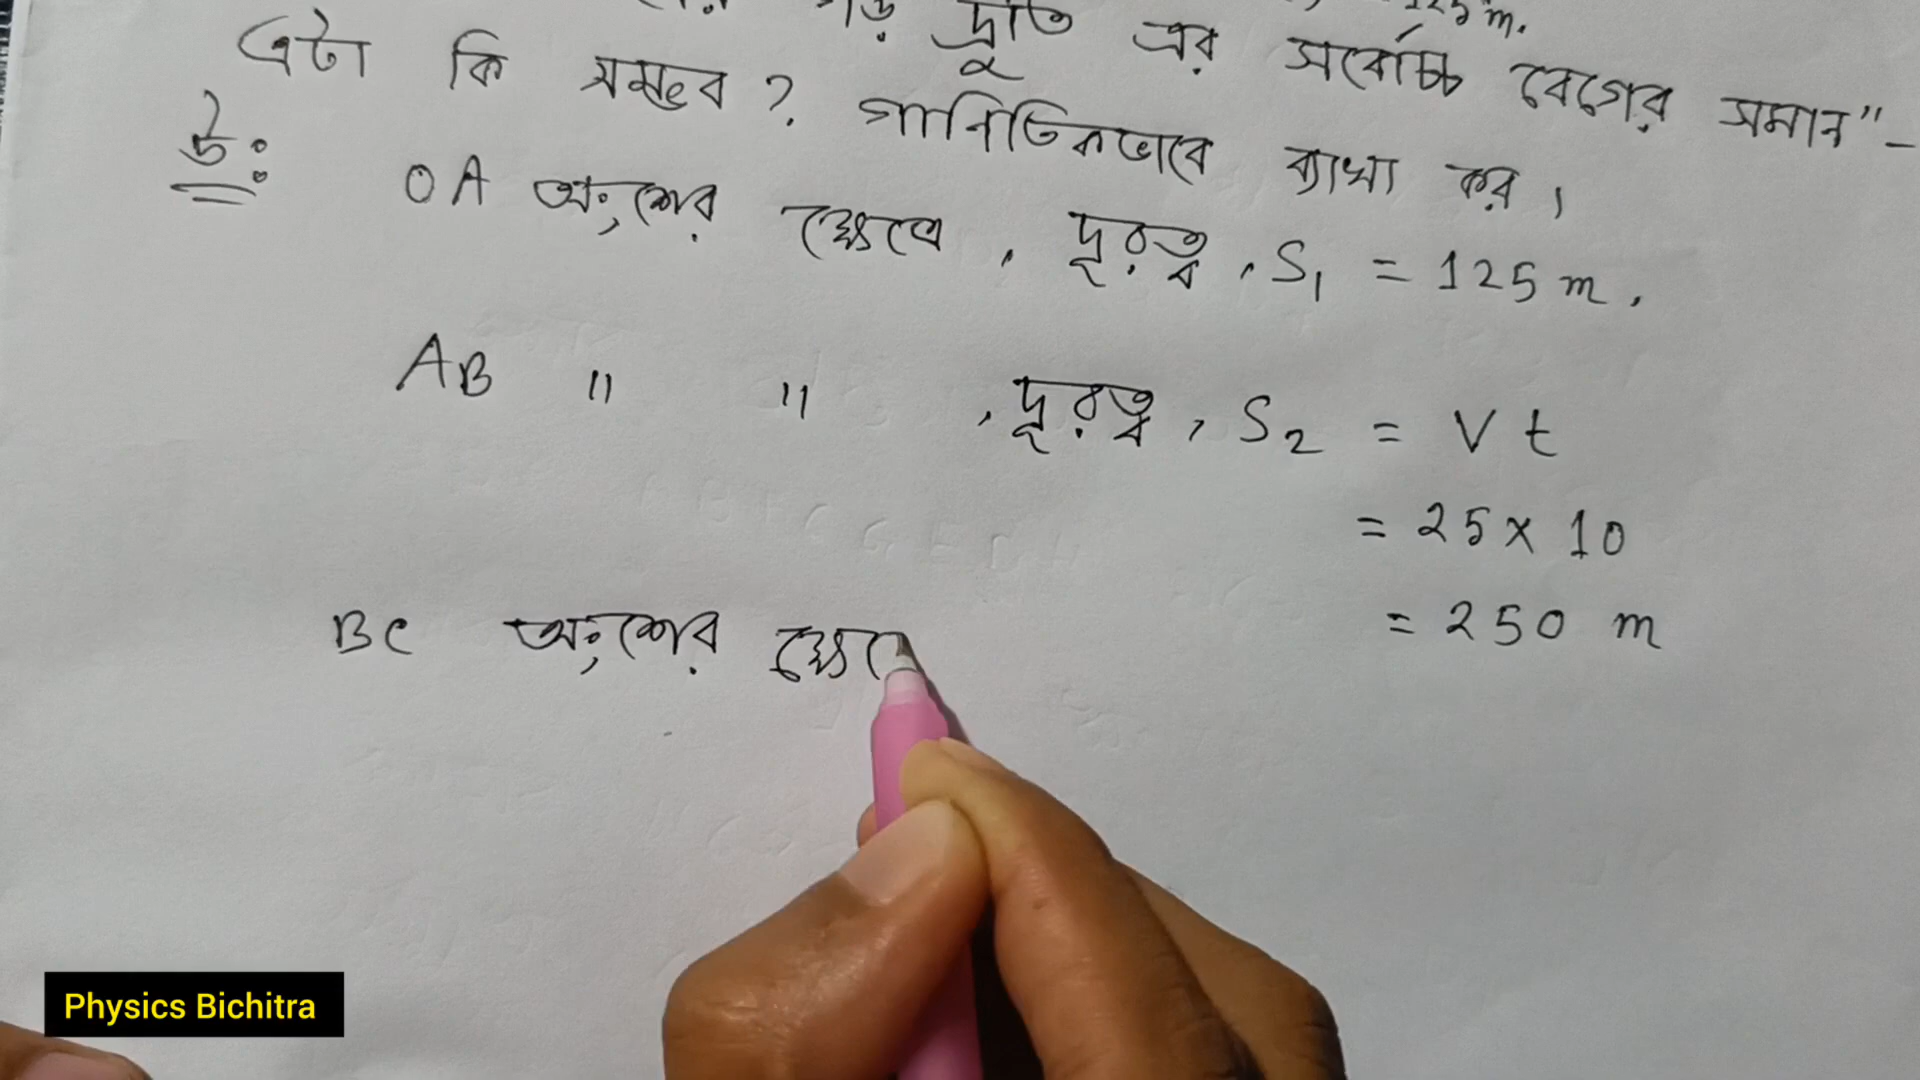 দ্রুতি এর সর্বোচ্চ বেগের সমান" -
এটা কি সম্ভব? গাণিতিকভাবে ব্যাখা কর।
উঃ OA অংশের ক্ষেত্রে, দূরত্ব, S₁ = 125 m.
AB " " , দূরত্ব, S₂ = Vt
= 25 × 10
= 250 m
BC অংশের
Physics Bichitra